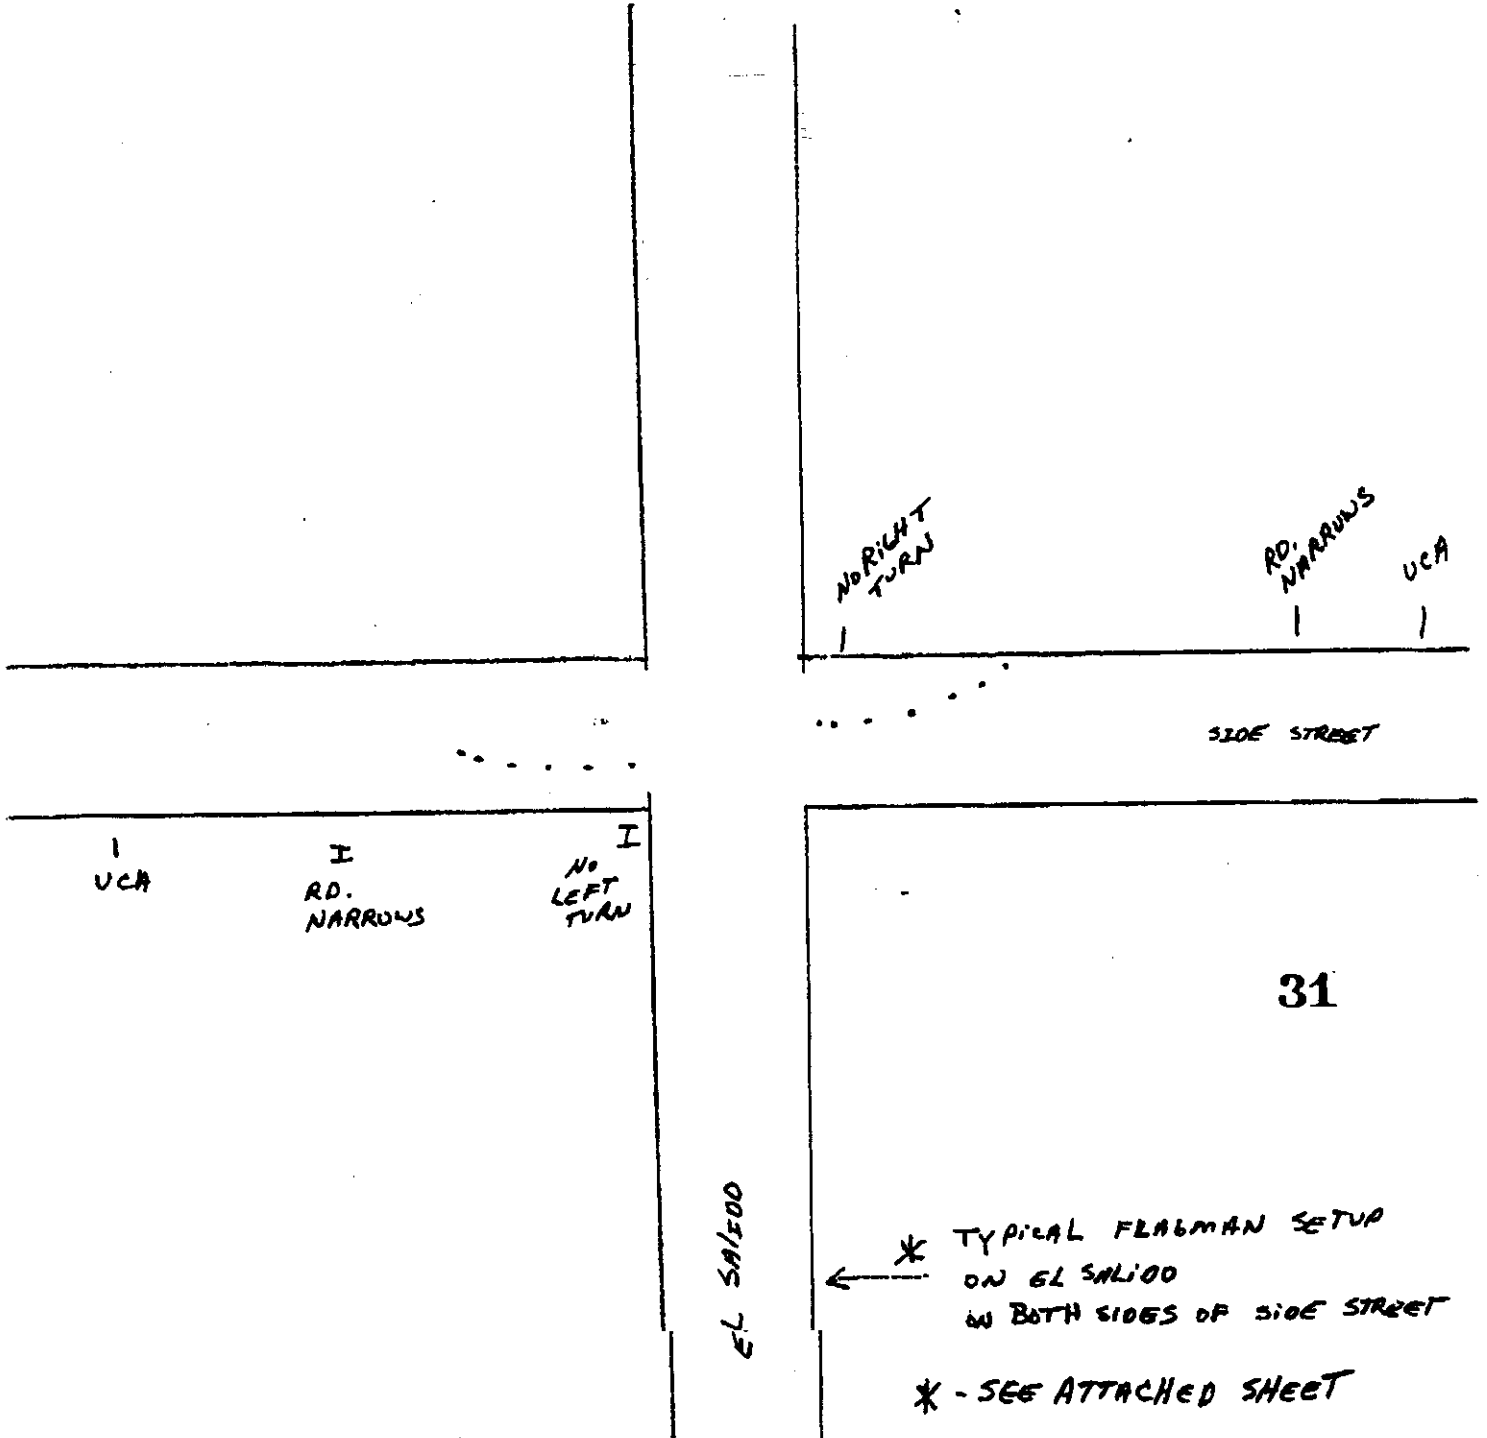 NO RIGHT
TURN
RD.
NARROWS
UCA
SIDE STREET
UCA
RD.
NARROWS
NO
LEFT
TURN
31
EL SALIDO
* TYPICAL FLAGMAN SETUP
ON EL SALIDO
ON BOTH SIDES OF SIDE STREET
* - SEE ATTACHED SHEET